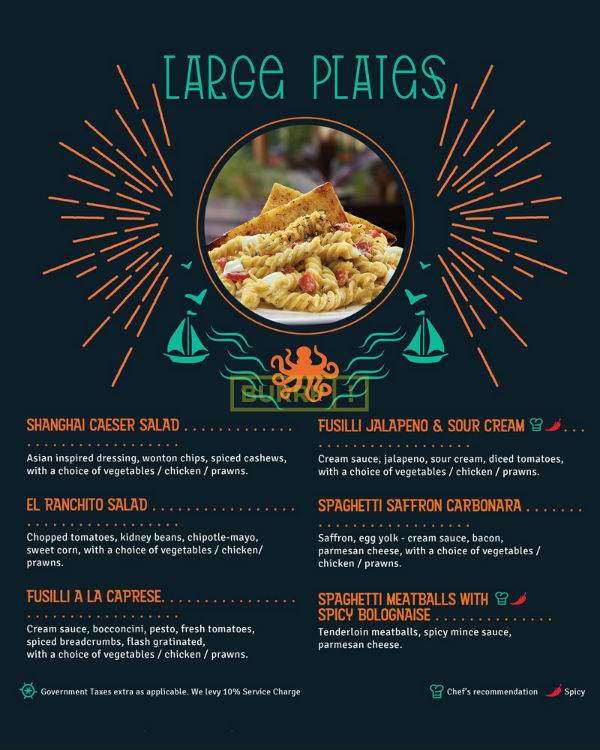 LARGE PLATES
BURRP!
SHANGHAI CAESER SALAD . . . . . . . . . . . . .
. . . . . . . . . . . . . . . . . .
Asian inspired dressing, wonton chips, spiced cashews,
with a choice of vegetables / chicken / prawns.
EL RANCHITO SALAD . . . . . . . . . . . . . . . . .
. . . . . . . . . . . . . . . . . .
Chopped tomatoes, kidney beans, chipotle-mayo,
sweet corn, with a choice of vegetables / chicken/
prawns.
FUSILLI A LA CAPRESE. . . . . . . . . . . . . . . .
. . . . . . . . . . . . . . . . . .
Cream sauce, bocconcini, pesto, fresh tomatoes,
spiced breadcrumbs, flash gratinated,
with a choice of vegetables / chicken / prawns.
FUSILLI JALAPENO & SOUR CREAM . . .
. . . . . . . . . . . . . . . . . .
Cream sauce, jalapeno, sour cream, diced tomatoes,
with a choice of vegetables / chicken / prawns.
SPAGHETTI SAFFRON CARBONARA . . . . . . .
. . . . . . . . . . . . . . . . . .
Saffron, egg yolk - cream sauce, bacon,
parmesan cheese, with a choice of vegetables /
chicken / prawns.
SPAGHETTI MEATBALLS WITH
SPICY BOLOGNAISE . . . . . . . . . . . . . .
Tenderloin meatballs, spicy mince sauce,
parmesan cheese.
Government Taxes extra as applicable. We levy 10% Service Charge
Chef's recommendation
Spicy